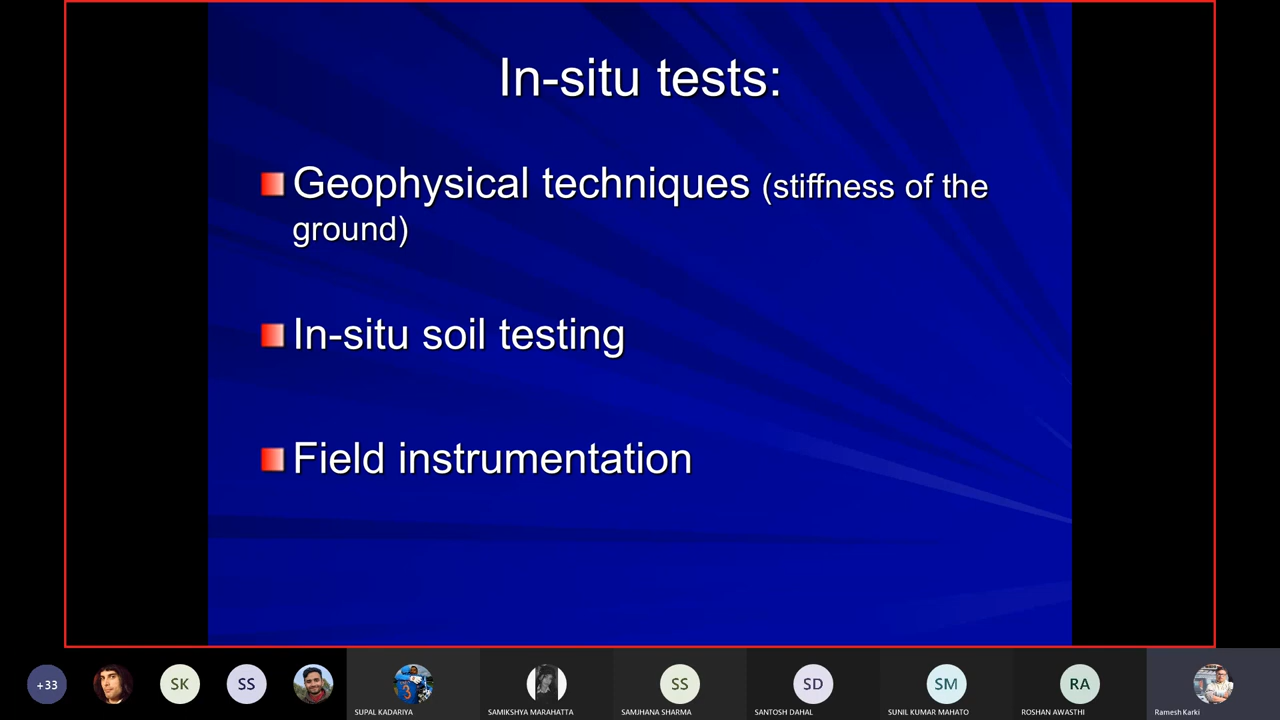 In-situ tests:
Geophysical techniques (stiffness of the
ground)
In-situ soil testing
Field instrumentation
+33
SK
SS
SS
SD
SM
RA
SUPAL KADARIYA
SAMIKSHYA MARAHATTA
SAMJHANA SHARMA
SANTOSH DAHAL
SUNIL KUMAR MAHATO
ROSHAN AWASTHI
Ramesh Karki